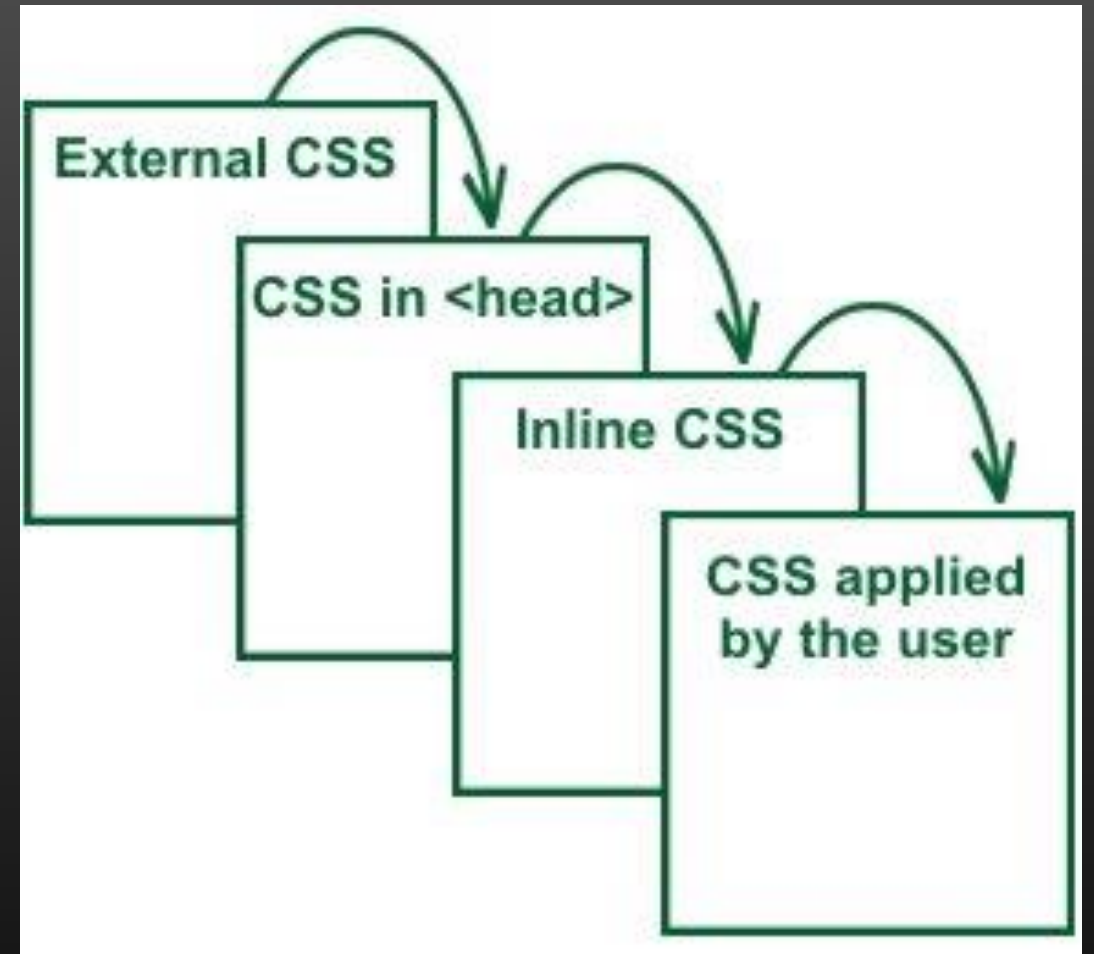 External CSS
CSS in <head>
Inline CSS
CSS applied
by the user